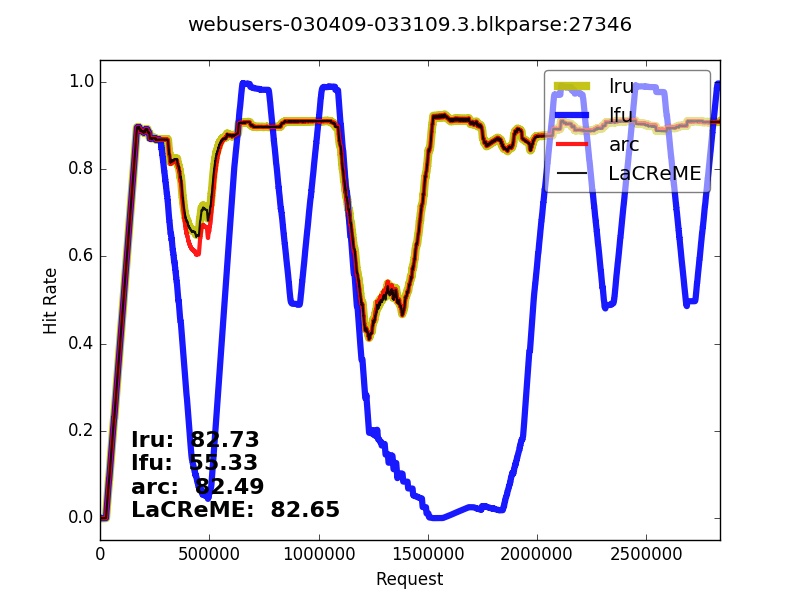 webusers-030409-033109.3.blkparse:27346
1.0
0.8
0.6
0.4
0.2
0.0
Hit Rate
lru
lfu
arc
LaCReME
lru: 82.73
lfu: 55.33
arc: 82.49
LaCReME: 82.65
0 500000 1000000 1500000 2000000 2500000
Request